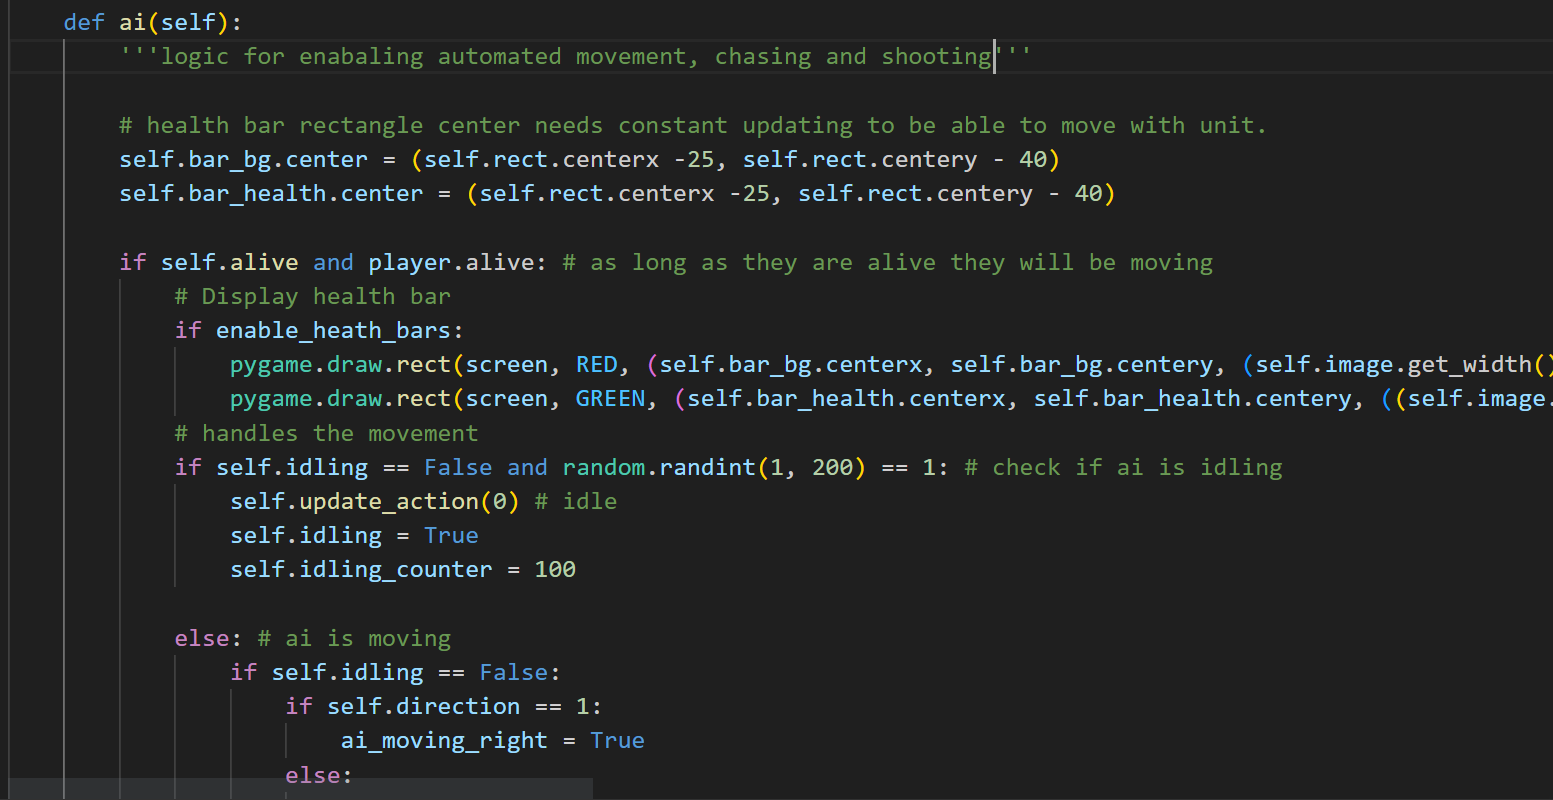 def ai(self):
'''logic for enabaling automated movement, chasing and shooting'''
# health bar rectangle center needs constant updating to be able to move with unit.
self.bar_bg.center = (self.rect.centerx -25, self.rect.centery - 40)
self.bar_health.center = (self.rect.centerx -25, self.rect.centery - 40)
if self.alive and player.alive: # as long as they are alive they will be moving
# Display health bar
if enable_heath_bars:
pygame.draw.rect(screen, RED, (self.bar_bg.centerx, self.bar_bg.centery, (self.image.get_width()
pygame.draw.rect(screen, GREEN, (self.bar_health.centerx, self.bar_health.centery, ((self.image.
# handles the movement
if self.idling == False and random.randint(1, 200) == 1: # check if ai is idling
self.update_action(0) # idle
self.idling = True
self.idling_counter = 100
else: # ai is moving
if self.idling == False:
if self.direction == 1:
ai_moving_right = True
else: